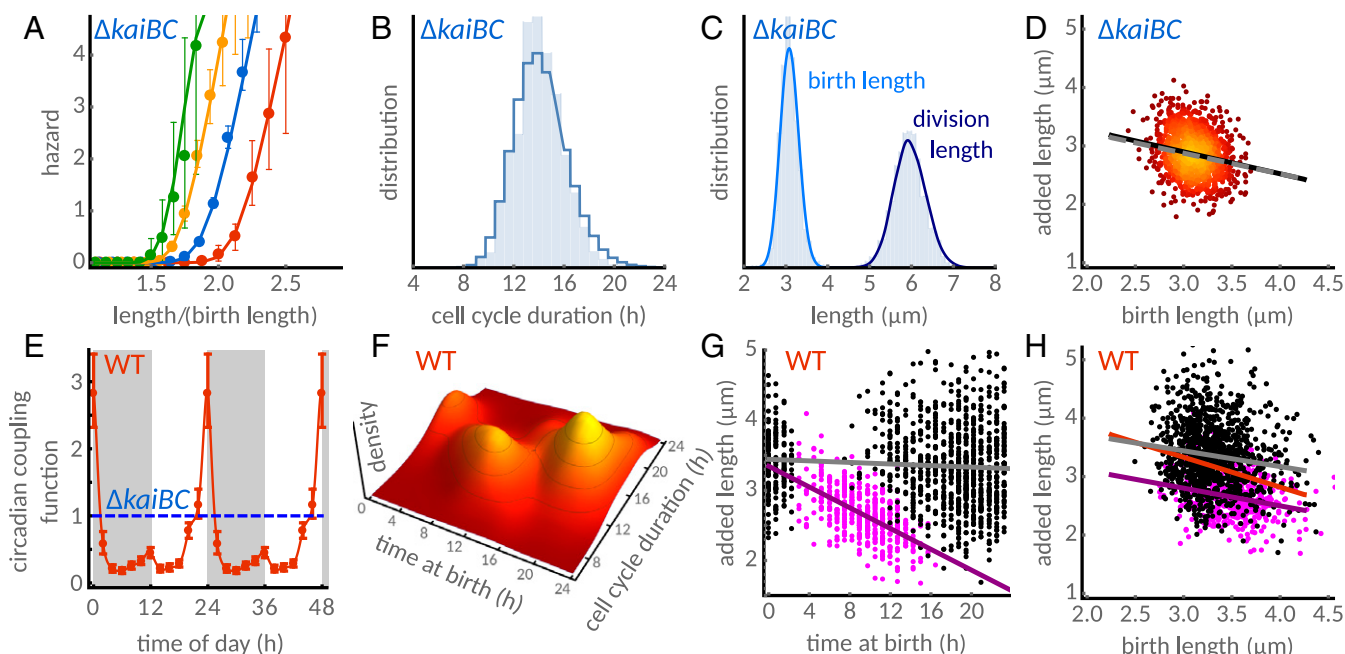 A
ΔkaiBC
hazard
4
3
2
1
0
1.5
2.0
2.5
length/(birth length)
B
ΔkaiBC
distribution
4
8
12
16
20
24
cell cycle duration (h)
C
ΔkaiBC
birth length
division
length
distribution
2
3
4
5
6
7
8
length (μm)
D
ΔkaiBC
added length (μm)
5
4
3
2
1
2.0
2.5
3.0
3.5
4.0
4.5
birth length (μm)
E
WT
circadian coupling
function
3
2
1
0
ΔkaiBC
0
12
24
36
48
time of day (h)
F
WT
density
0
4
8
12
16
20
24
time at birth (h)
8
12
16
20
24
cell cycle duration (h)
G
WT
added length (μm)
5
4
3
2
0
4
8
12
16
20
time at birth (h)
H
WT
added length (μm)
5
4
3
2
1
2.0
2.5
3.0
3.5
4.0
4.5
birth length (μm)